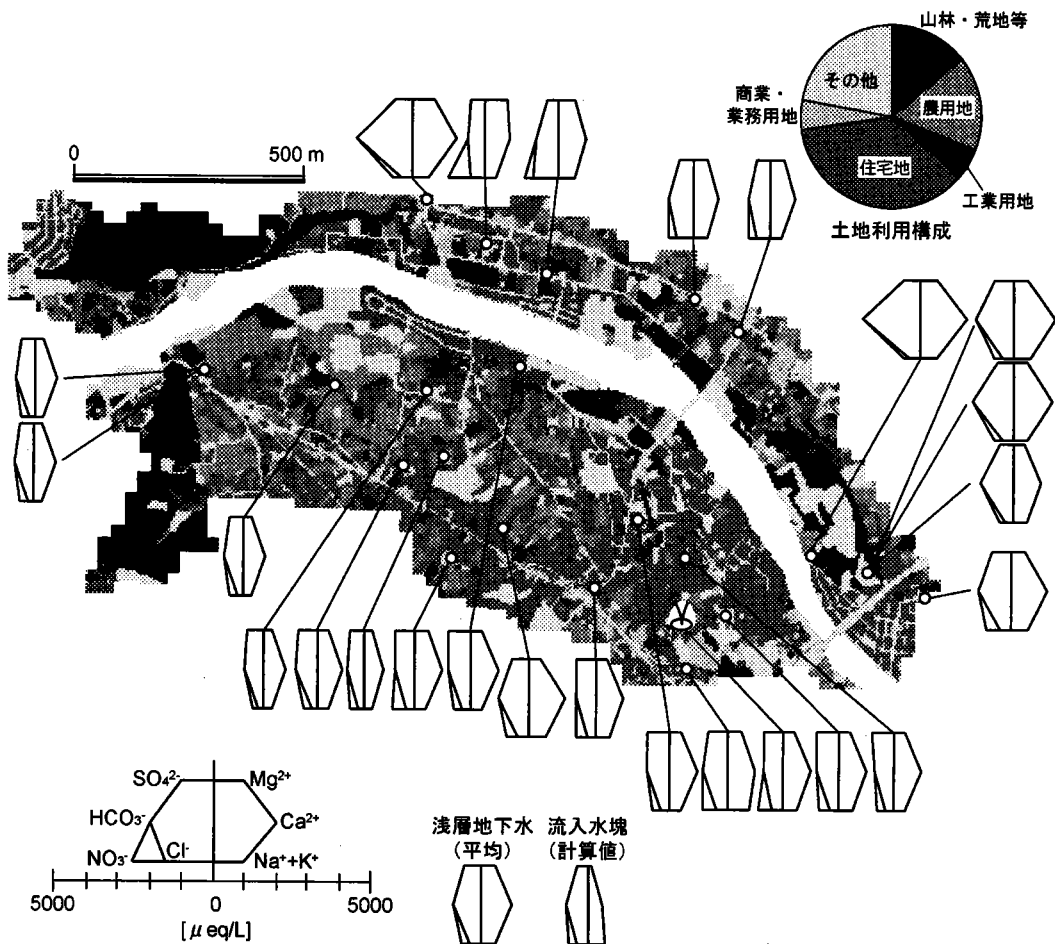 山林・荒地等
その他
商業・
業務用地
農用地
住宅地
工業用地
土地利用構成
0 500 m
SO₄²⁻ Mg²⁺
HCO₃⁻ Ca²⁺
NO₃⁻ Cl⁻ Na⁺+K⁺
5000 0 5000
[μeq/L]
浅層地下水 流入水塊
(平均) (計算値)